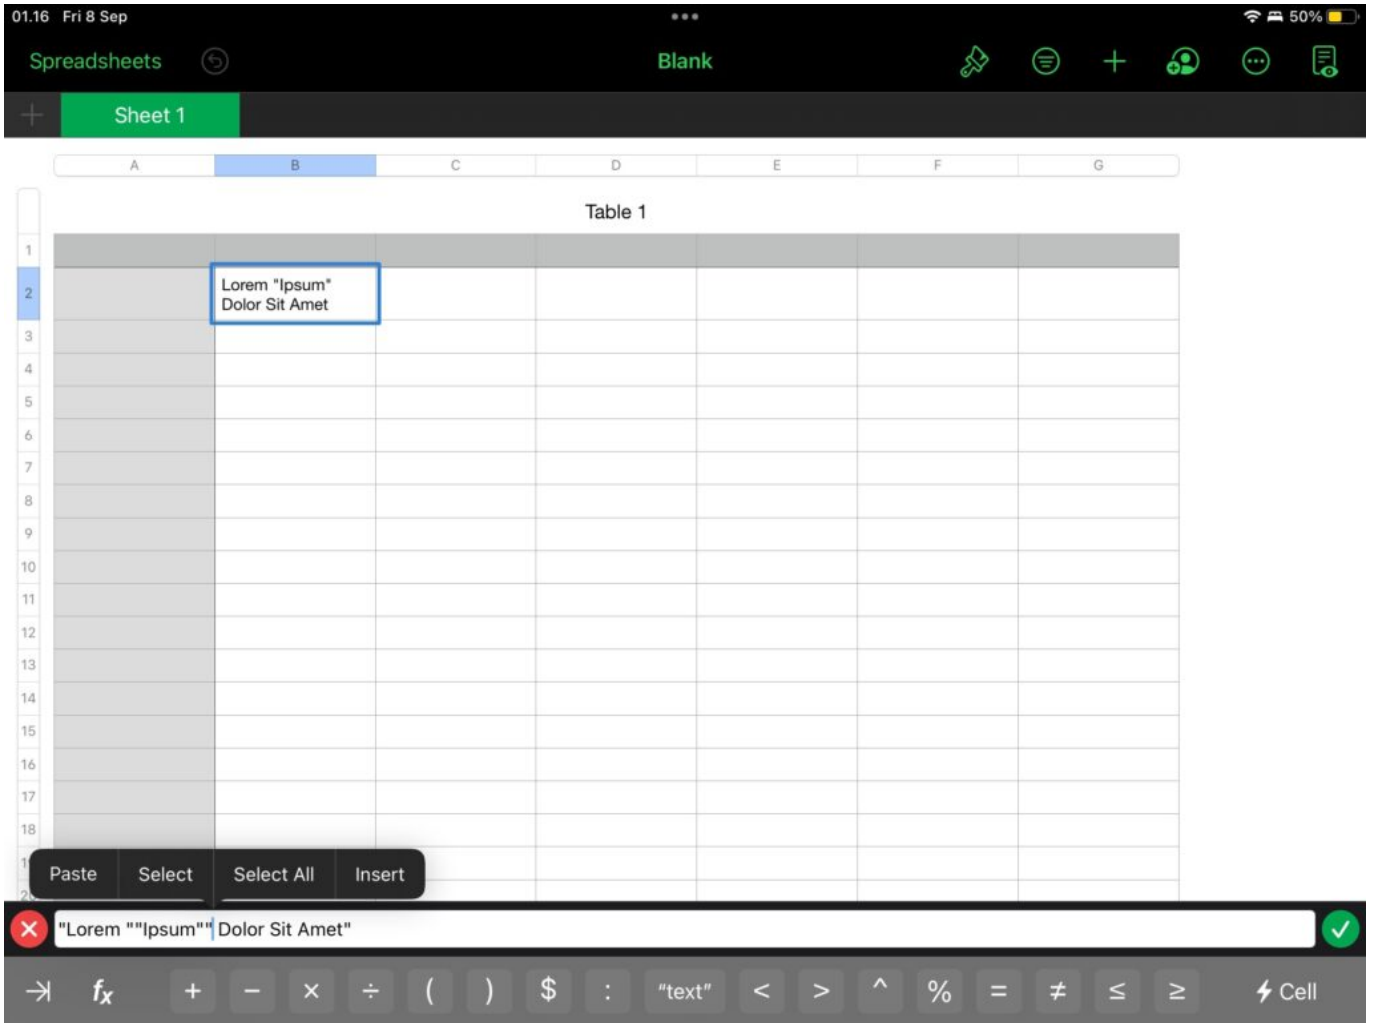 01.16 Fri 8 Sep
50%
Spreadsheets
Blank
Sheet 1
A B C D E F G
Table 1
1
Lorem "Ipsum"
2
Dolor Sit Amet
3
4
5
6
7
8
9
10
11
12
13
14
15
16
17
18
Paste Select Select All Insert
"Lorem ""Ipsum"" Dolor Sit Amet"
fx + − × ÷ ( ) $ : "text" < > ^ % = ≠ ≤ ≥ Cell